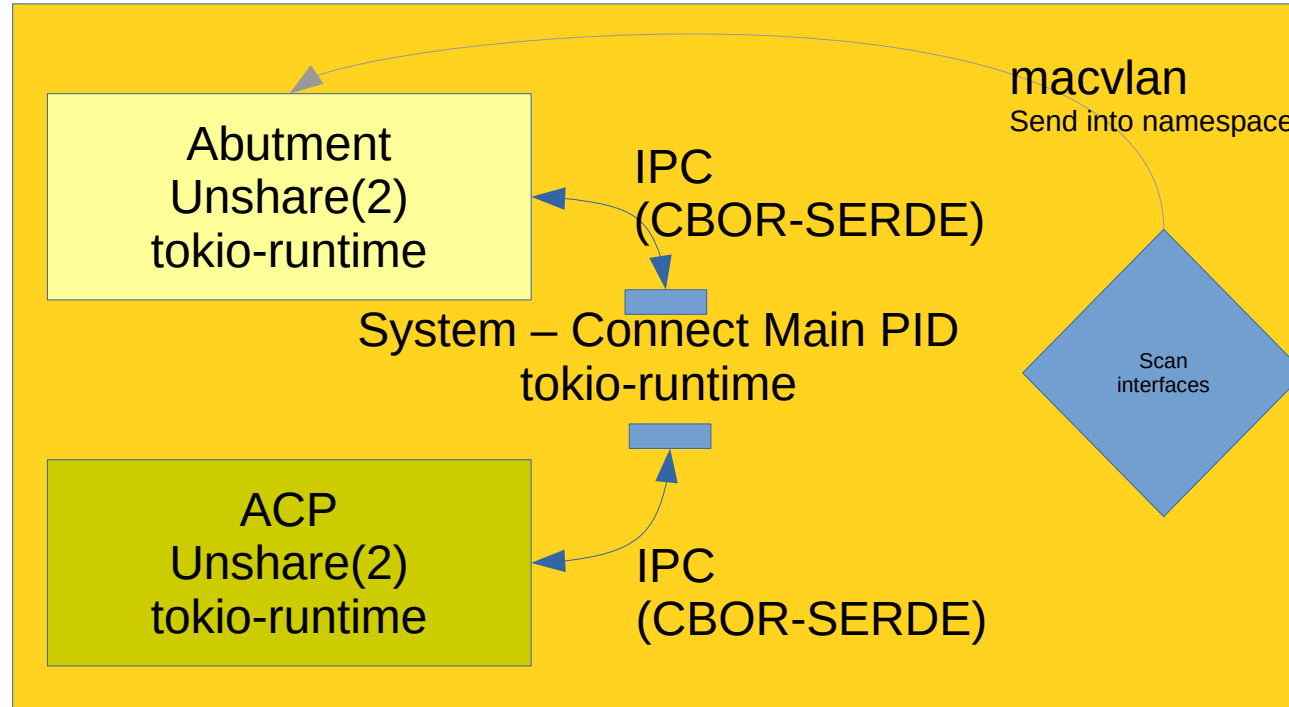 macvlan
Send into namespace
Abutment
Unshare(2)
tokio-runtime
IPC
(CBOR-SERDE)
System – Connect Main PID
tokio-runtime
Scan
interfaces
ACP
Unshare(2)
tokio-runtime
IPC
(CBOR-SERDE)